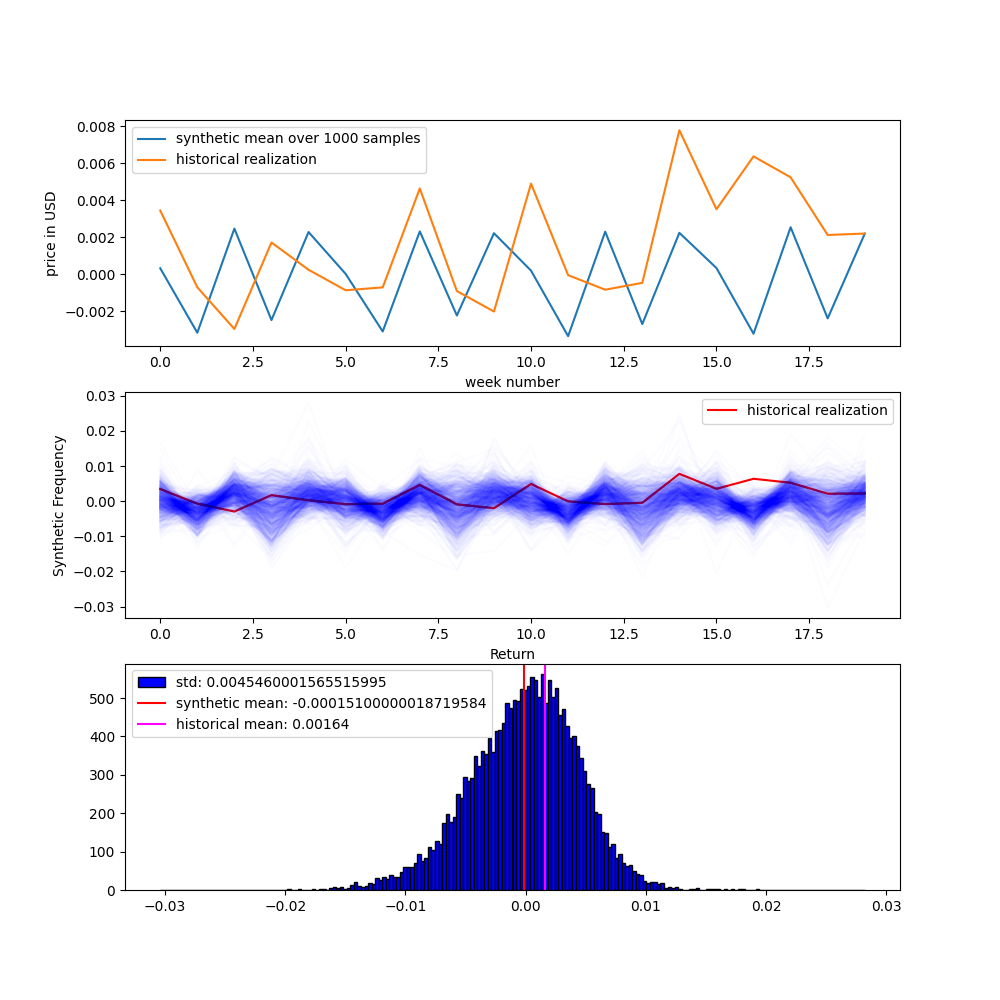 0.008
0.006
0.004
0.002
0.000
−0.002
price in USD
synthetic mean over 1000 samples
historical realization
0.0 2.5 5.0 7.5 10.0 12.5 15.0 17.5
week number
0.03
0.02
0.01
0.00
−0.01
−0.02
−0.03
Synthetic Frequency
historical realization
0.0 2.5 5.0 7.5 10.0 12.5 15.0 17.5
Return
500
400
300
200
100
0
std: 0.0045460001565515995
synthetic mean: -0.00015100000018719584
historical mean: 0.00164
−0.03 −0.02 −0.01 0.00 0.01 0.02 0.03